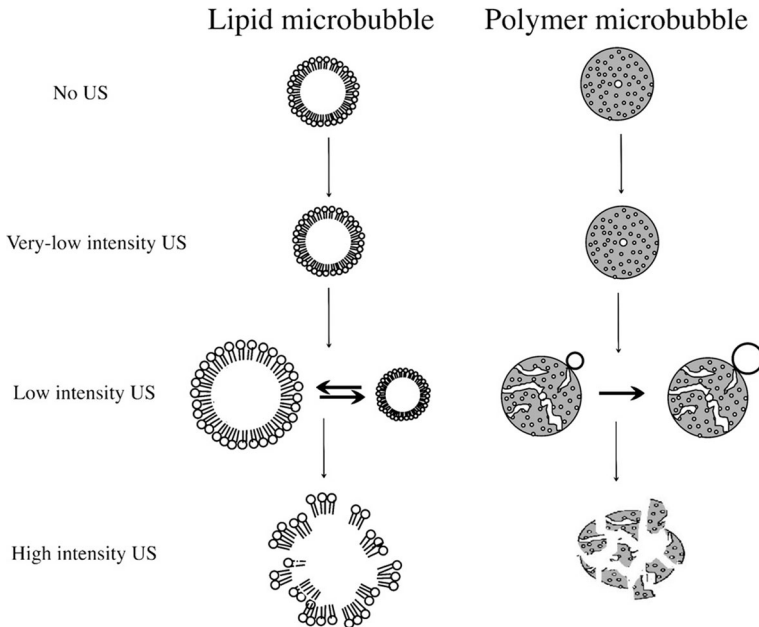 Lipid microbubble
Polymer microbubble
No US
Very-low intensity US
Low intensity US
High intensity US